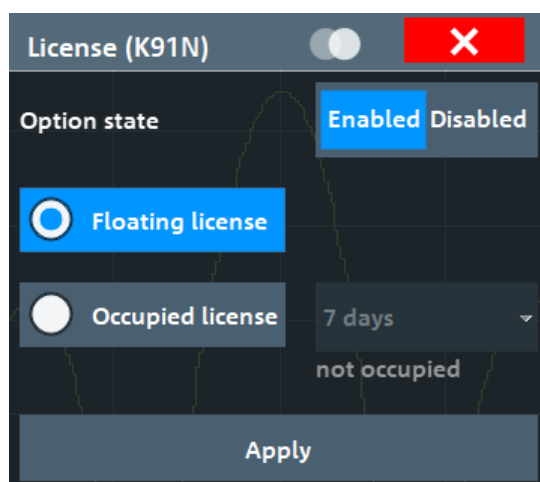 License (K91N)
Option state
Enabled Disabled
Floating license
Occupied license
7 days
not occupied
Apply